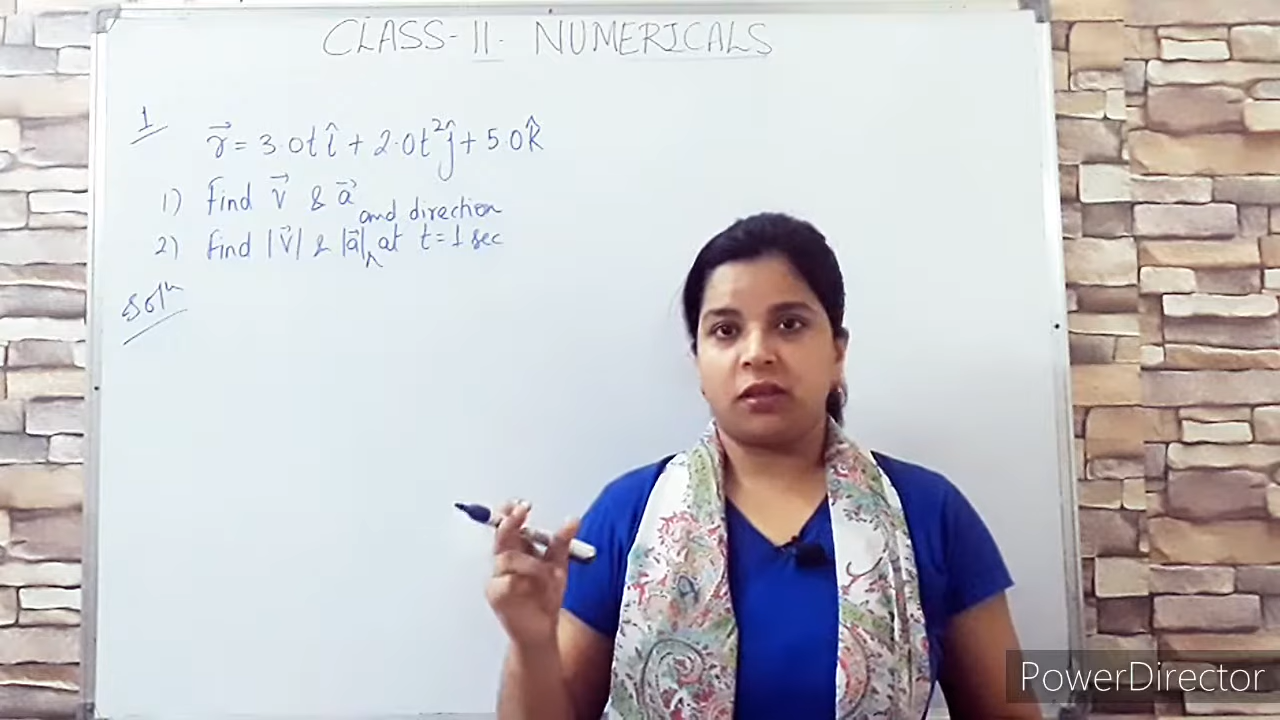 CLASS-11- NUMERICALS
1
r⃗ = 3.0t î + 2.0t² ĵ + 5.0 k̂
1) Find v⃗ & a⃗
and direction
2) Find |v⃗| & |a⃗| at t=1 sec
Solⁿ
PowerDirector